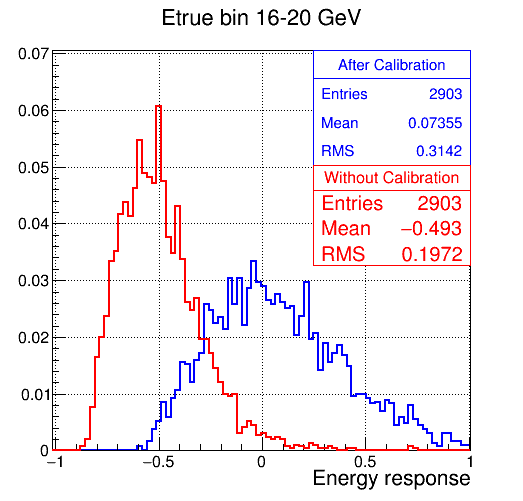 Etrue bin 16-20 GeV
0.07
0.06
0.05
0.04
0.03
0.02
0.01
0
After Calibration
Entries 2903
Mean 0.07355
RMS 0.3142
Without Calibration
Entries 2903
Mean −0.493
RMS 0.1972
−1 −0.5 0 0.5 1
Energy response